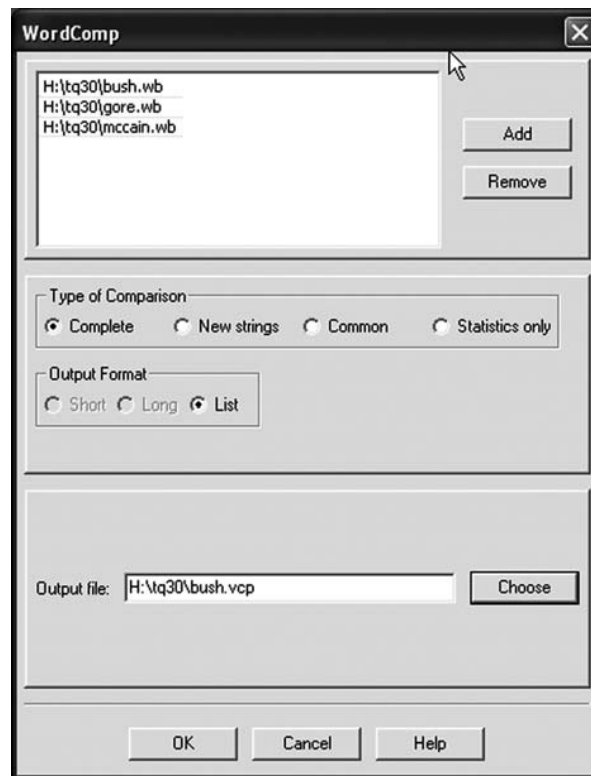 WordComp
H:\tq30\bush.wb
H:\tq30\gore.wb
H:\tq30\mccain.wb
Add
Remove
Type of Comparison
Complete New strings Common Statistics only
Output Format
Short Long List
Output file: H:\tq30\bush.vcp Choose
OK Cancel Help